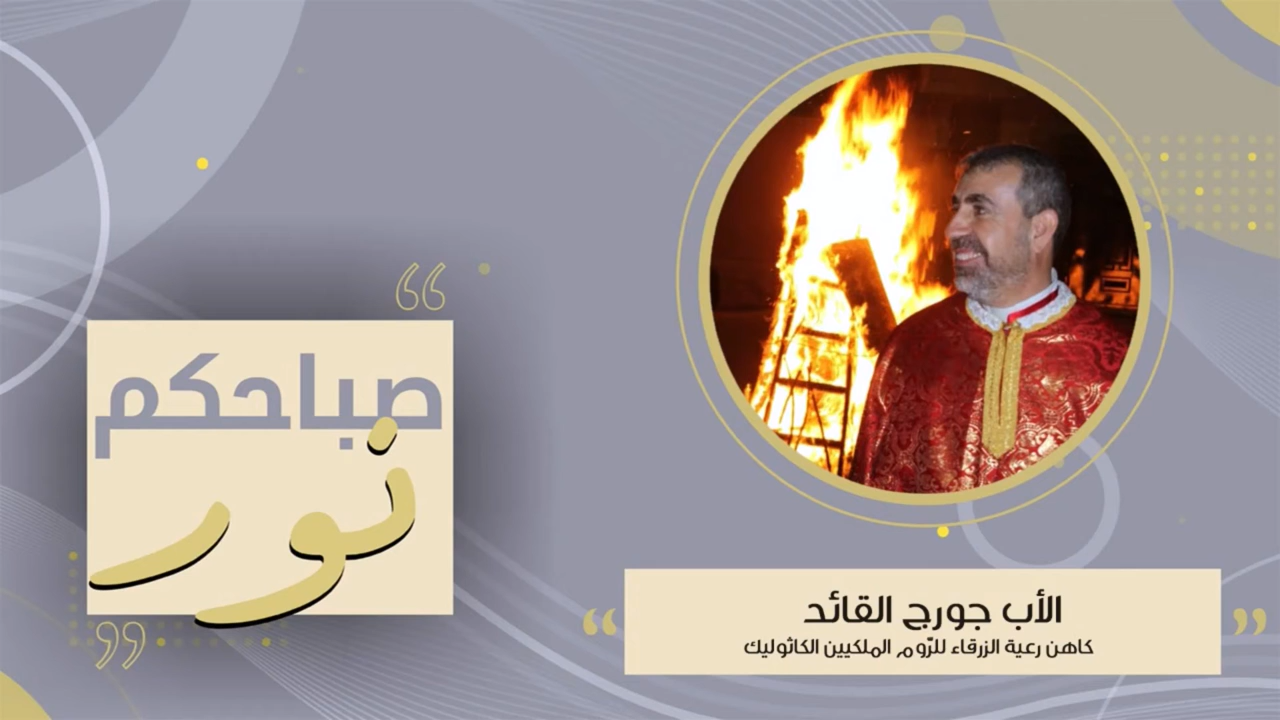 صباحكم
نور
الأب جورج القائد
كاهن رعية الزرقاء للرّوم الملكيين الكاثوليك